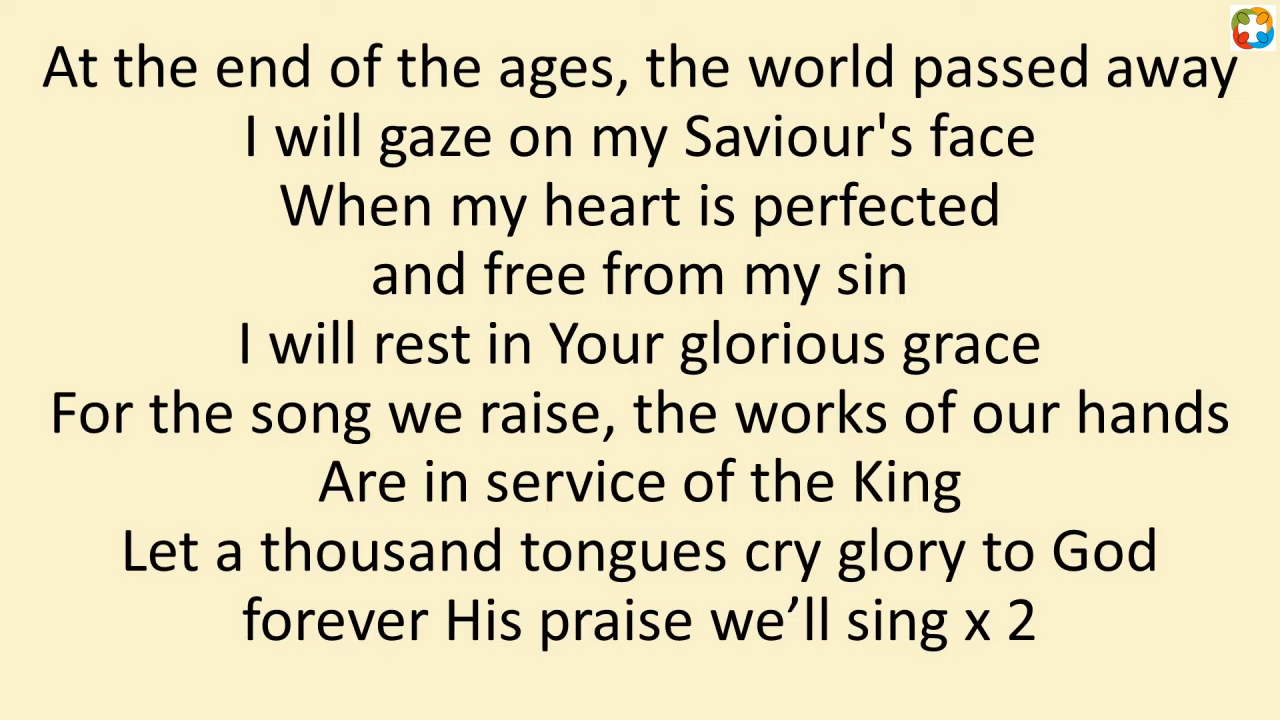 At the end of the ages, the world passed away
I will gaze on my Saviour's face
When my heart is perfected
and free from my sin
I will rest in Your glorious grace
For the song we raise, the works of our hands
Are in service of the King
Let a thousand tongues cry glory to God
forever His praise we’ll sing x 2